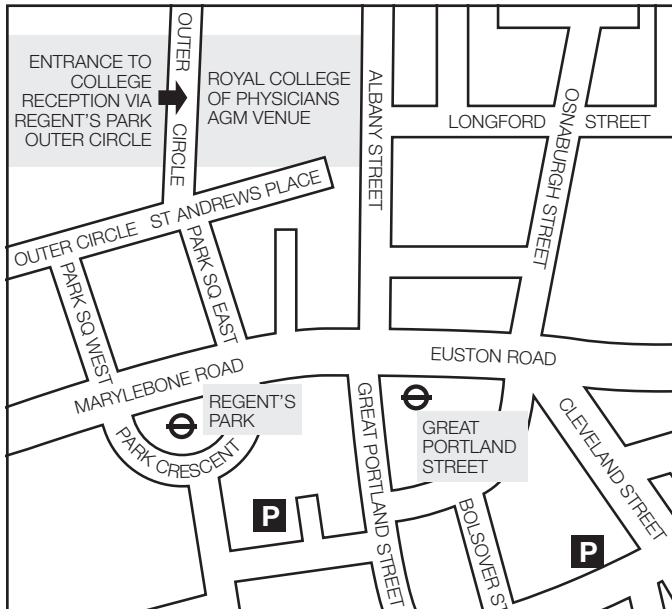 OUTER
CIRCLE
ENTRANCE TO
COLLEGE
RECEPTION VIA
REGENT'S PARK
OUTER CIRCLE
ROYAL COLLEGE
OF PHYSICIANS
AGM VENUE
ALBANY STREET
LONGFORD STREET
OSNABURGH STREET
OUTER CIRCLE
ST ANDREWS PLACE
PARK SQ WEST
PARK SQ EAST
MARYLEBONE ROAD
EUSTON ROAD
REGENT'S
PARK
PARK CRESCENT
GREAT PORTLAND STREET
GREAT
PORTLAND
STREET
CLEVELAND STREET
BOLSOVER ST
P
P